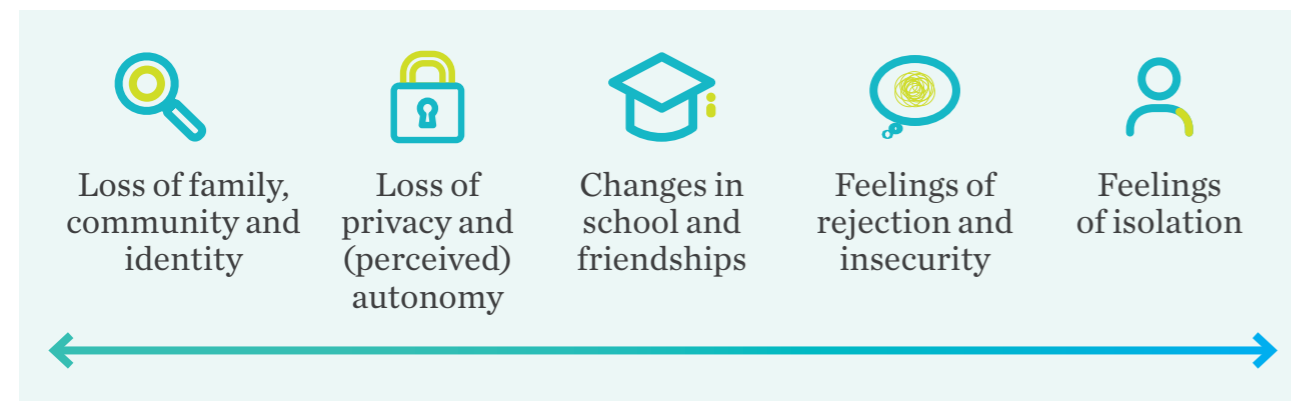 Loss of family,
community and
identity
Loss of
privacy and
(perceived)
autonomy
Changes in
school and
friendships
Feelings of
rejection and
insecurity
Feelings
of isolation